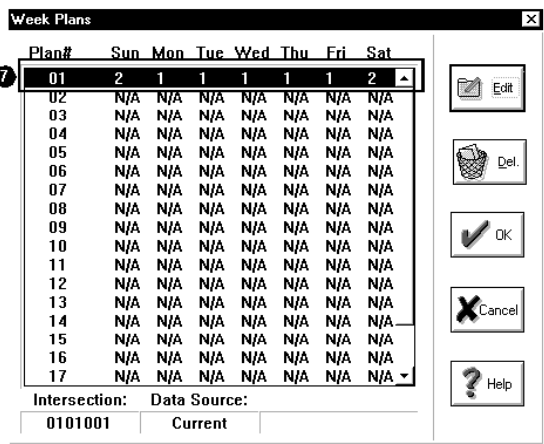 Week Plans
Plan# Sun Mon Tue Wed Thu Fri Sat
7 01 2 1 1 1 1 1 2
02 N/A N/A N/A N/A N/A N/A N/A
03 N/A N/A N/A N/A N/A N/A N/A
04 N/A N/A N/A N/A N/A N/A N/A
05 N/A N/A N/A N/A N/A N/A N/A
06 N/A N/A N/A N/A N/A N/A N/A
07 N/A N/A N/A N/A N/A N/A N/A
08 N/A N/A N/A N/A N/A N/A N/A
09 N/A N/A N/A N/A N/A N/A N/A
10 N/A N/A N/A N/A N/A N/A N/A
11 N/A N/A N/A N/A N/A N/A N/A
12 N/A N/A N/A N/A N/A N/A N/A
13 N/A N/A N/A N/A N/A N/A N/A
14 N/A N/A N/A N/A N/A N/A N/A
15 N/A N/A N/A N/A N/A N/A N/A
16 N/A N/A N/A N/A N/A N/A N/A
17 N/A N/A N/A N/A N/A N/A N/A
Intersection: Data Source:
0101001 Current
Edit
Del.
OK
Cancel
Help